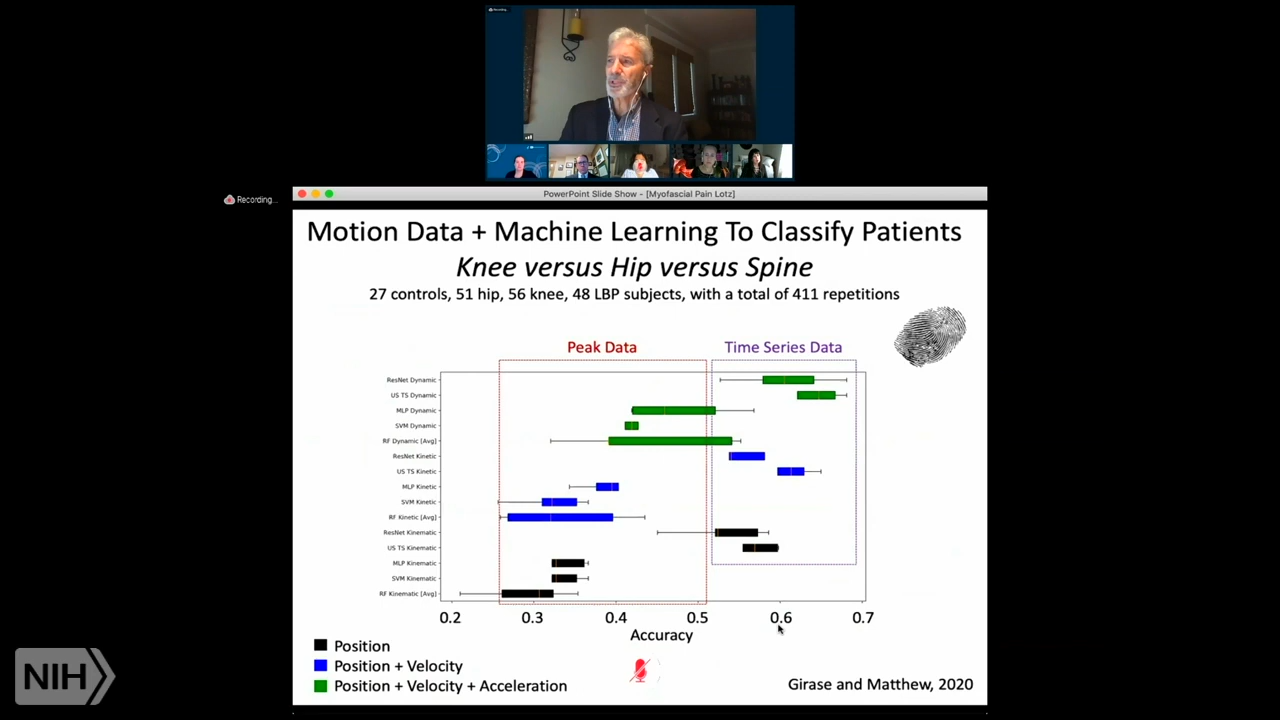 Recording...
Recording...
PowerPoint Slide Show - [Myofascial Pain Lotz]
Motion Data + Machine Learning To Classify Patients
Knee versus Hip versus Spine
27 controls, 51 hip, 56 knee, 48 LBP subjects, with a total of 411 repetitions
Peak Data
Time Series Data
ResNet Dynamic
US TS Dynamic
MLP Dynamic
SVM Dynamic
RF Dynamic [Avg]
ResNet Kinetic
US TS Kinetic
MLP Kinetic
SVM Kinetic
RF Kinetic [Avg]
ResNet Kinematic
US TS Kinematic
MLP Kinematic
SVM Kinematic
RF Kinematic [Avg]
0.2 0.3 0.4 0.5 0.6 0.7
Accuracy
Position
Position + Velocity
Position + Velocity + Acceleration
Girase and Matthew, 2020
NIH